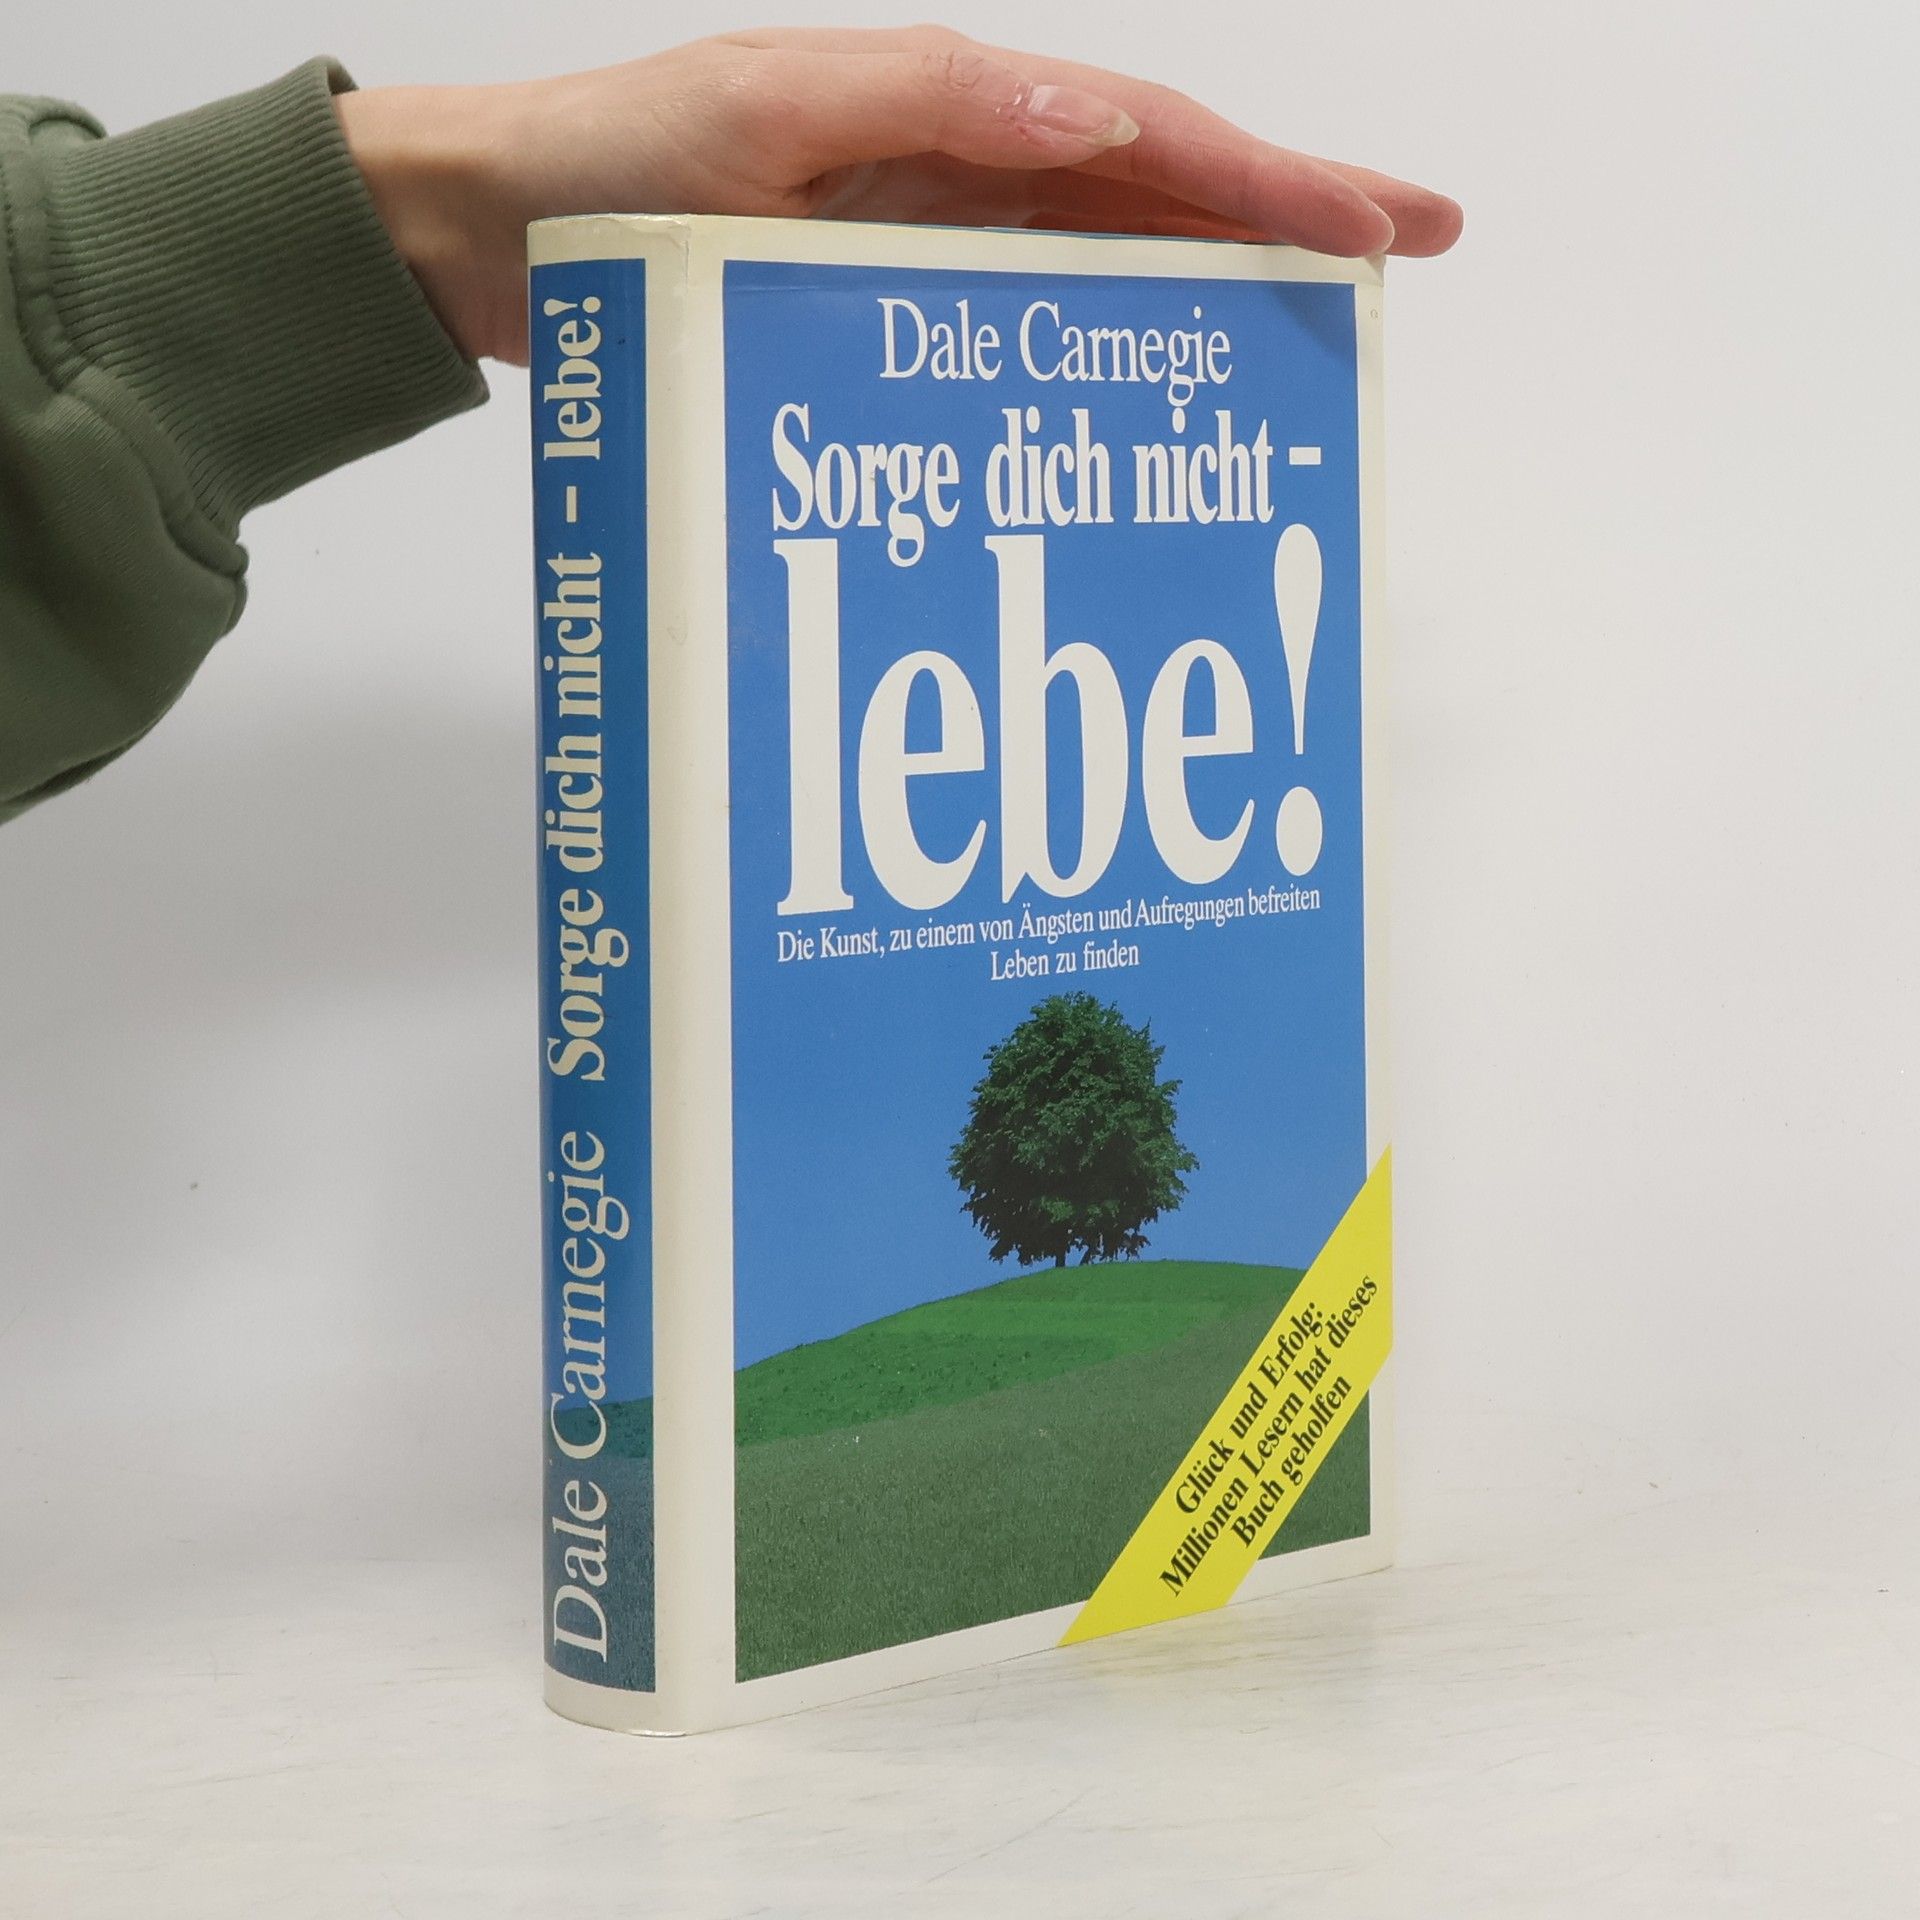 Dale Carnegie Sorge dich nicht – lebe!
Dale Carnegie
Sorge dich nicht –
lebe!
Die Kunst, zu einem von Ängsten und Aufregungen befreiten
Leben zu finden
Glück und Erfolg:
Millionen Lesern hat dieses
Buch geholfen